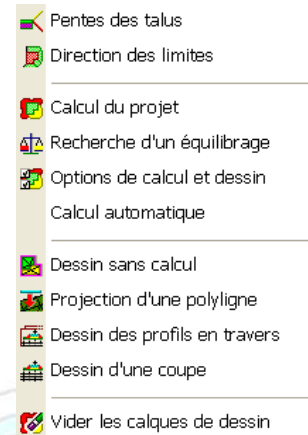 Pentes des talus
Direction des limites
Calcul du projet
Recherche d'un équilibrage
Options de calcul et dessin
Calcul automatique
Dessin sans calcul
Projection d'une polyligne
Dessin des profils en travers
Dessin d'une coupe
Vider les calques de dessin